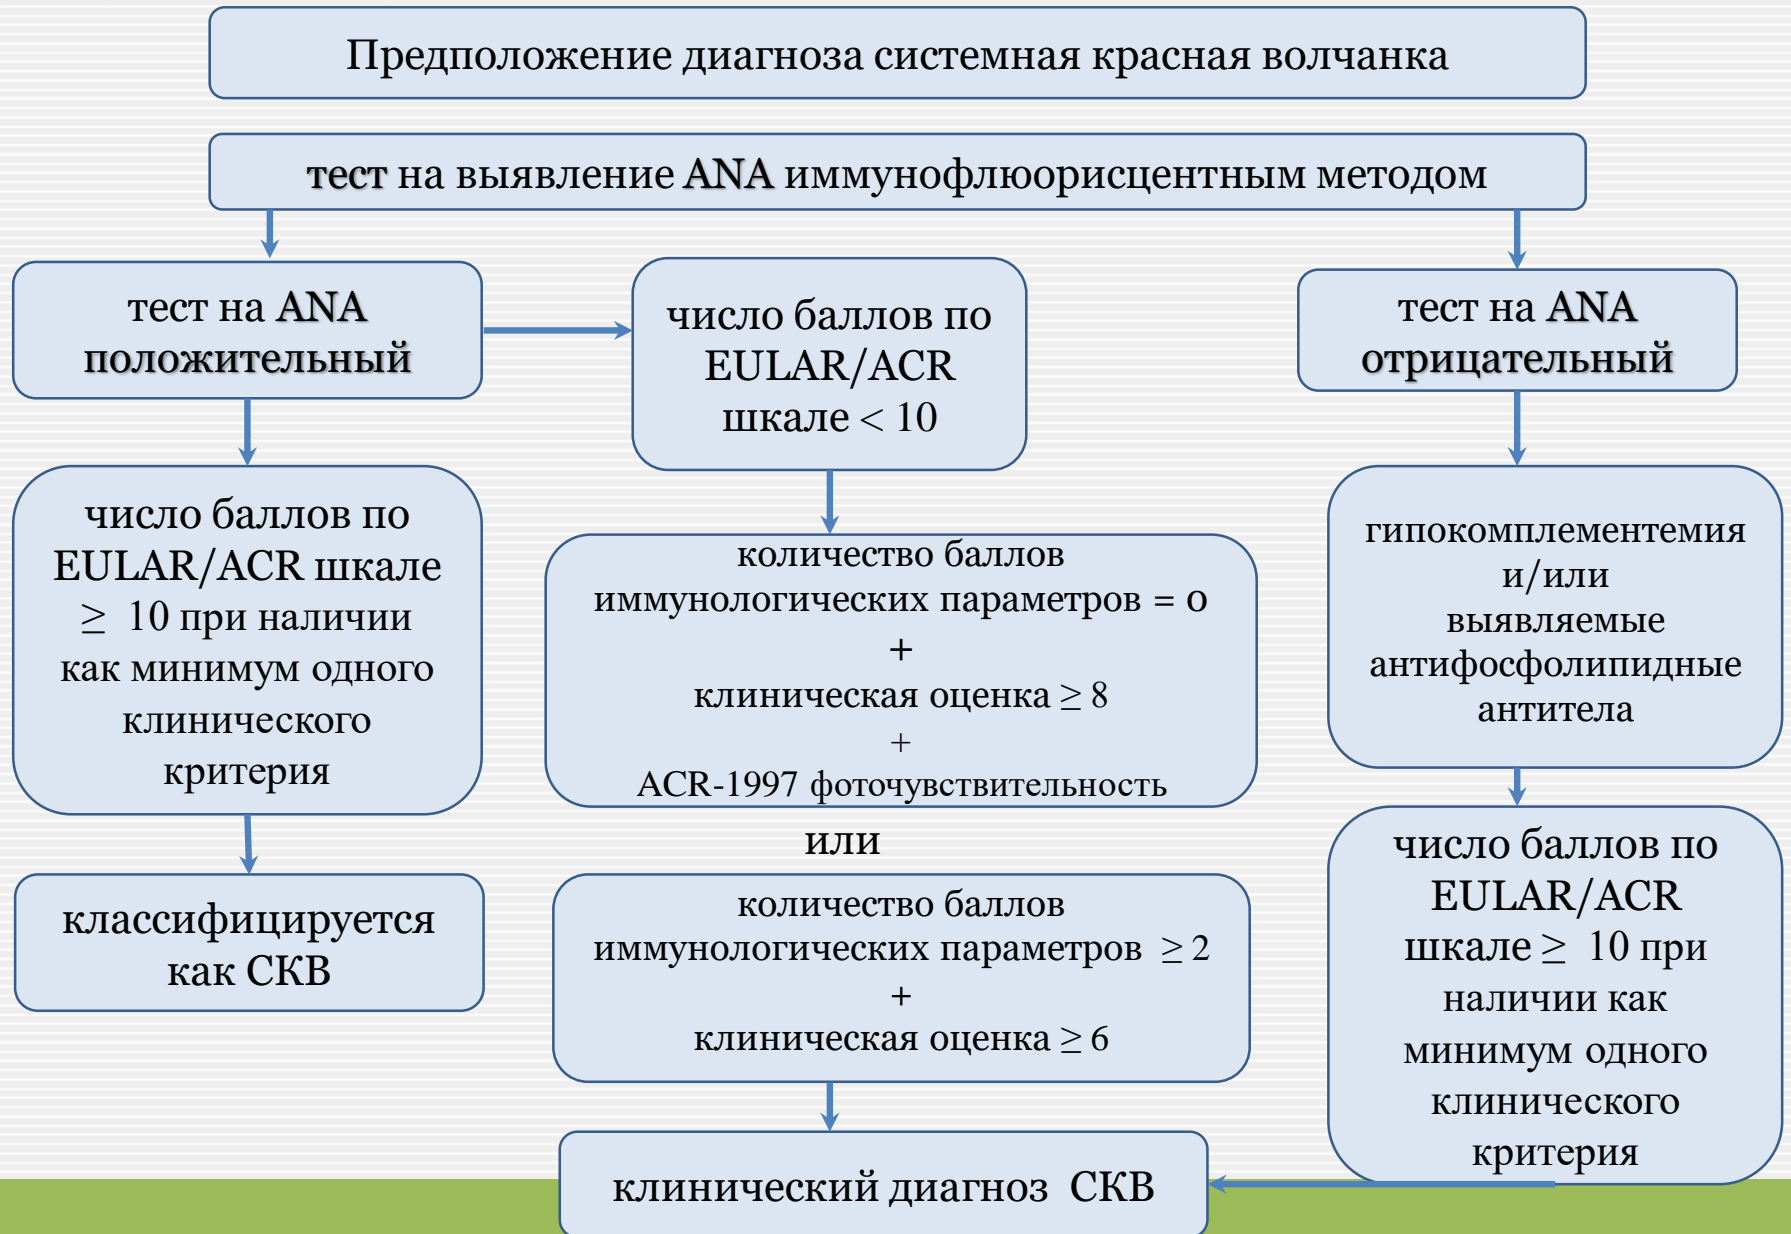 Предположение диагноза системная красная волчанка
тест на выявление ANA иммунофлюорисцентным методом
тест на ANA
положительный
число баллов по
EULAR/ACR
шкале < 10
тест на ANA
отрицательный
число баллов по
EULAR/ACR шкале
≥ 10 при наличии
как минимум одного
клинического
критерия
количество баллов
иммунологических параметров = 0
+
клиническая оценка ≥ 8
+
ACR-1997 фоточувствительность
гипокомплементемия
и/или
выявляемые
антифосфолипидные
антитела
или
классифицируется
как СКВ
количество баллов
иммунологических параметров ≥ 2
+
клиническая оценка ≥ 6
число баллов по
EULAR/ACR
шкале ≥ 10 при
наличии как
минимум одного
клинического
критерия
клинический диагноз СКВ